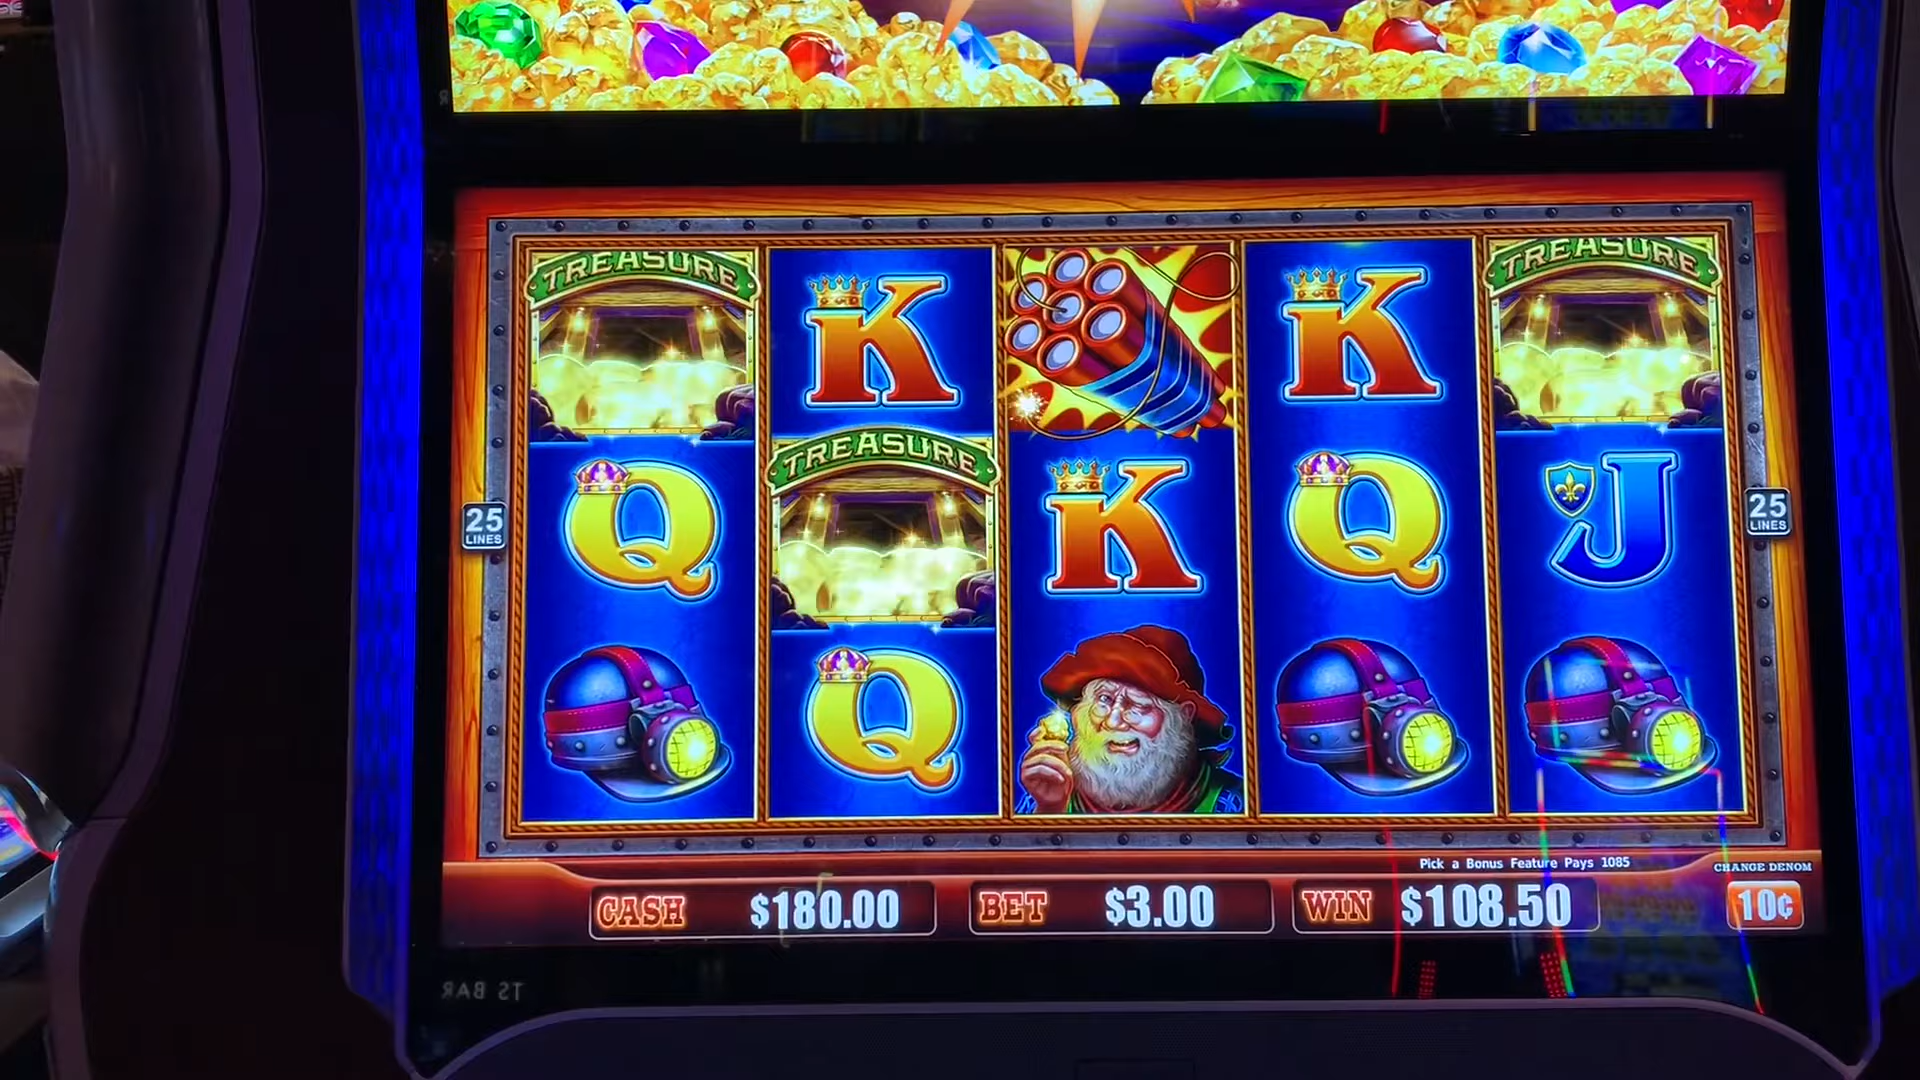 TREASURE K K TREASURE
TREASURE
Q K Q J
25 LINES
25 LINES
Q
Pick a Bonus Feature Pays 1085
CHANGE DENOM
CASH $180.00 BET $3.00 WIN $108.50 10¢
TS BAR